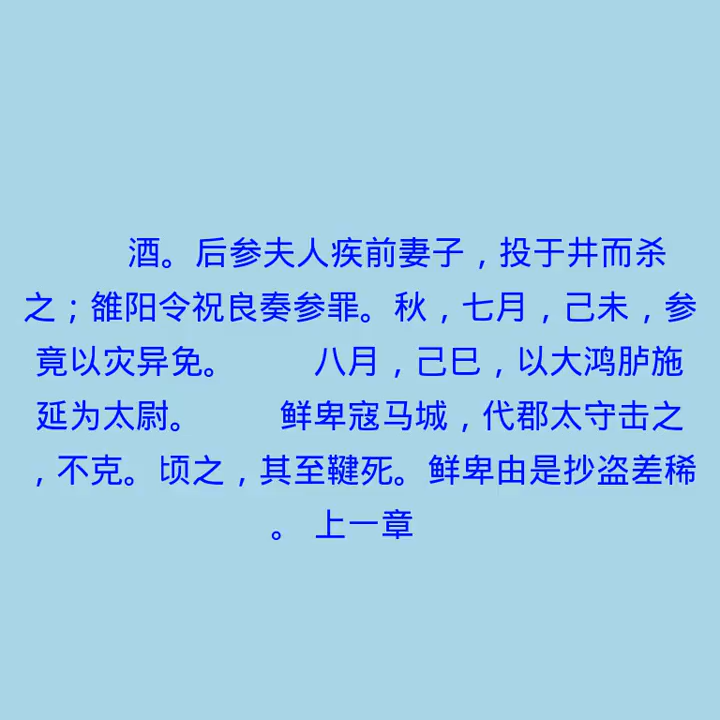 酒。后参夫人疾前妻子，投于井而杀
之；雒阳令祝良奏参罪。秋，七月，己未，参
竟以灾异免。 八月，己巳，以大鸿胪施
延为太尉。 鲜卑寇马城，代郡太守击之
，不克。顷之，其至鞬死。鲜卑由是抄盗差稀
。 上一章